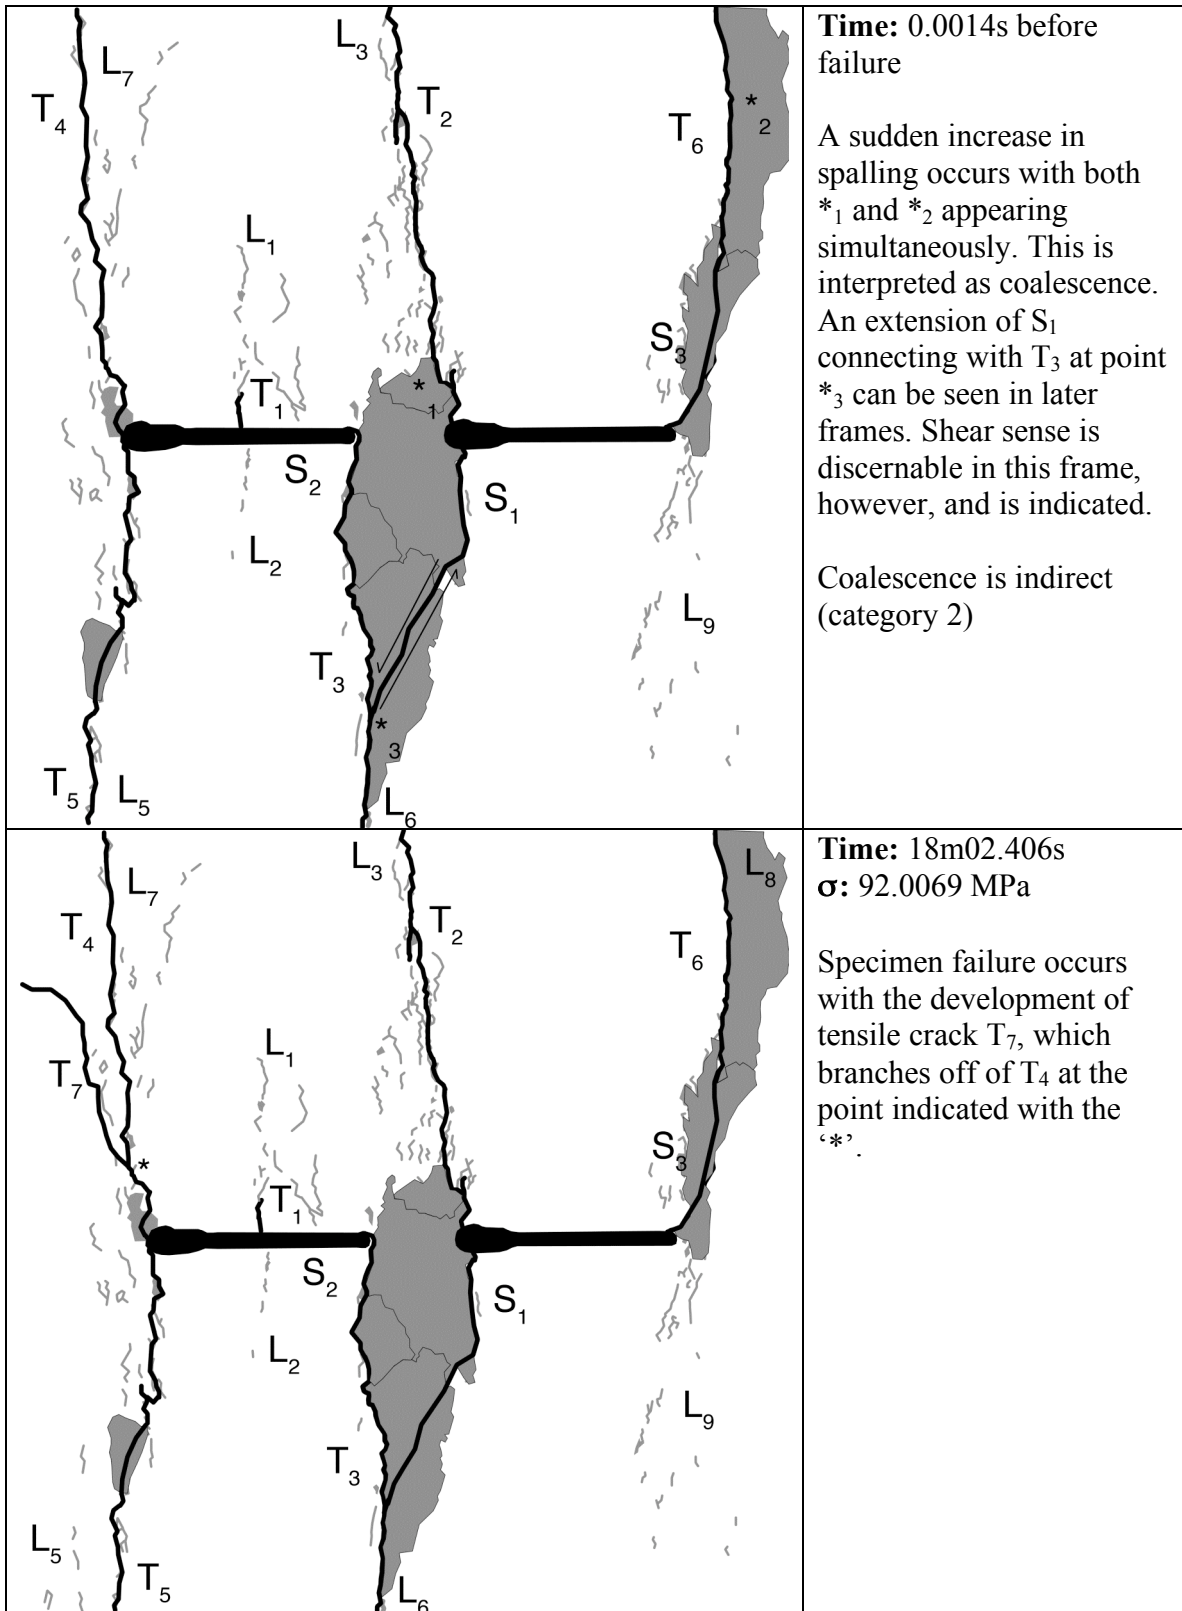 L7
T4
L3
T2
T6
*2
L1
S3
T1
*1
S2
S1
L2
L9
T3
*3
T5
L5
L6
Time: 0.0014s before
failure
A sudden increase in
spalling occurs with both
*1 and *2 appearing
simultaneously. This is
interpreted as coalescence.
An extension of S1
connecting with T3 at point
*3 can be seen in later
frames. Shear sense is
discernable in this frame,
however, and is indicated.
Coalescence is indirect
(category 2)
L7
T4
L3
T2
L8
T6
T7
L1
*
S3
T1
S2
S1
L2
L9
T3
L5
T5
L6
Time: 18m02.406s
σ: 92.0069 MPa
Specimen failure occurs
with the development of
tensile crack T7, which
branches off of T4 at the
point indicated with the
‘*’.